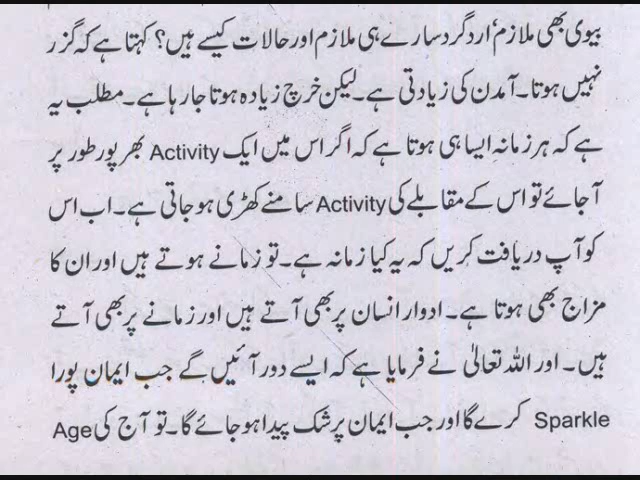 بیوی بھی ملازم' اردگرد سارے ہی ملازم اور حالات کیسے ہیں؟ کہتا ہے کہ گزر
نہیں ہوتا۔ آمدن کی زیادتی ہے۔ لیکن خرچ زیادہ ہوتا جا رہا ہے۔ مطلب یہ
ہے کہ ہر زمانہ ایسا ہی ہوتا ہے کہ اگر اس میں ایک Activity بھرپور طور پر
آ جائے تو اس کے مقابلے کی Activity سامنے کھڑی ہو جاتی ہے۔ اب اس
کو آپ دریافت کریں کہ یہ کیا زمانہ ہے۔ تو زمانے ہوتے ہیں اور ان کا
مزاج بھی ہوتا ہے۔ ادوار انسان پر بھی آتے ہیں اور زمانے پر بھی آتے
ہیں۔ اور اللہ تعالیٰ نے فرمایا ہے کہ ایسے دور آئیں گے جب ایمان پورا
Sparkle کرے گا اور جب ایمان پر شک پیدا ہو جائے گا۔ تو آج کی Age